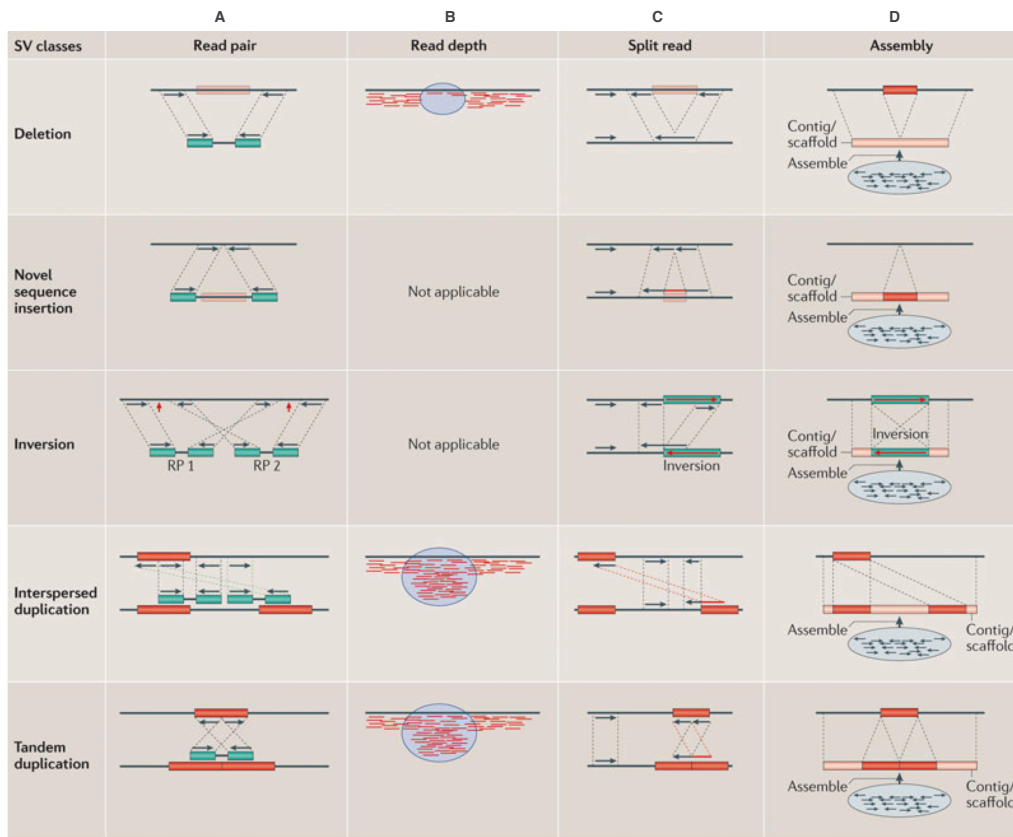 A B C D
SV classes Read pair Read depth Split read Assembly
Deletion
Contig/
scaffold
Assemble
Novel
sequence
insertion
Not applicable
Contig/
scaffold
Assemble
Inversion
RP 1 RP 2
Not applicable
Inversion
Inversion
Contig/
scaffold
Assemble
Interspersed
duplication
Assemble
Contig/
scaffold
Tandem
duplication
Assemble
Contig/
scaffold